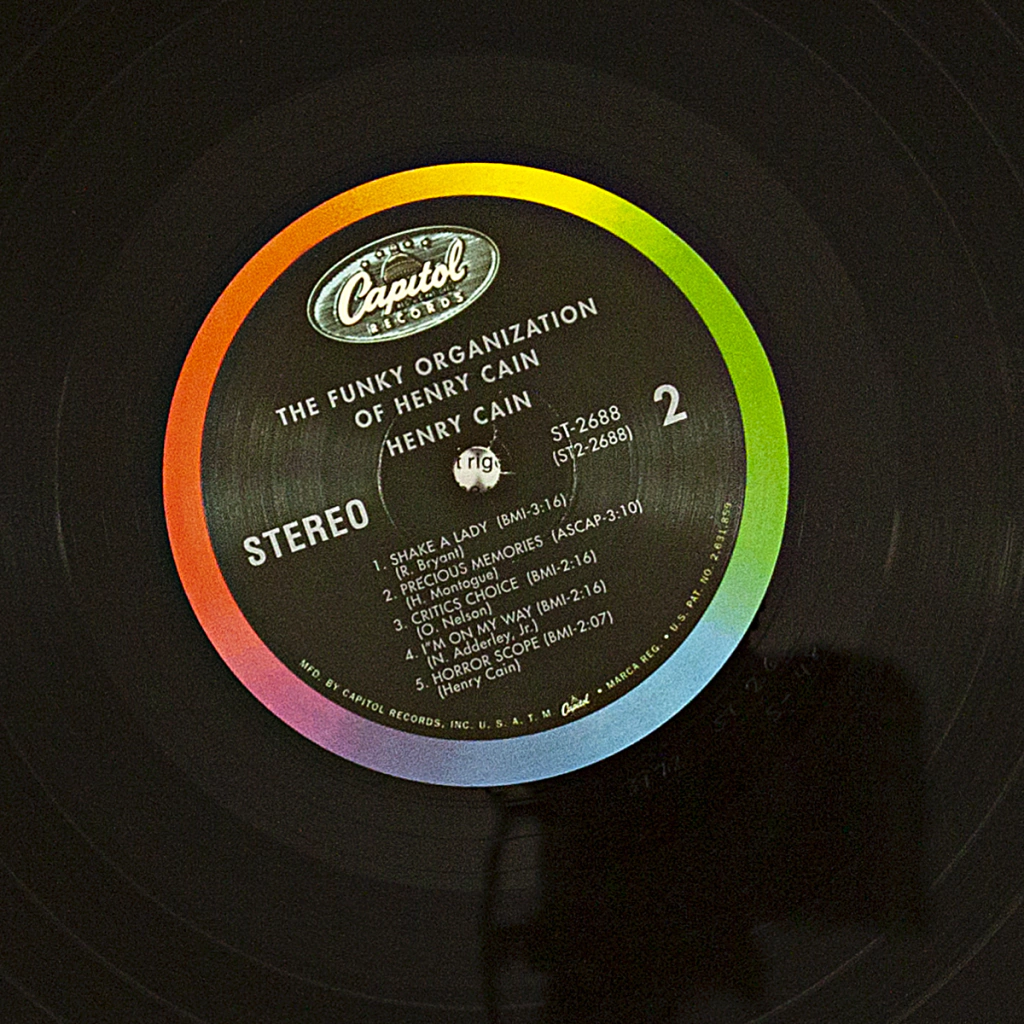 Capitol
RECORDS
THE FUNKY ORGANIZATION
OF HENRY CAIN
HENRY CAIN
ST-2688
(ST2-2688)
2
STEREO
1. SHAKE A LADY (BMI-3:16)
(R. Bryant)
2. PRECIOUS MEMORIES (ASCAP-3:10)
(H. Montague)
3. CRITICS CHOICE (BMI-2:16)
(O. Nelson)
4. I"M ON MY WAY (BMI-2:16)
(N. Adderley, Jr.)
5. HORROR SCOPE (BMI-2:07)
(Henry Cain)
MFD. BY CAPITOL RECORDS, INC. U. S. A. T. M Capitol • MARCA REG. • U.S. PAT. NO. 2,631,859